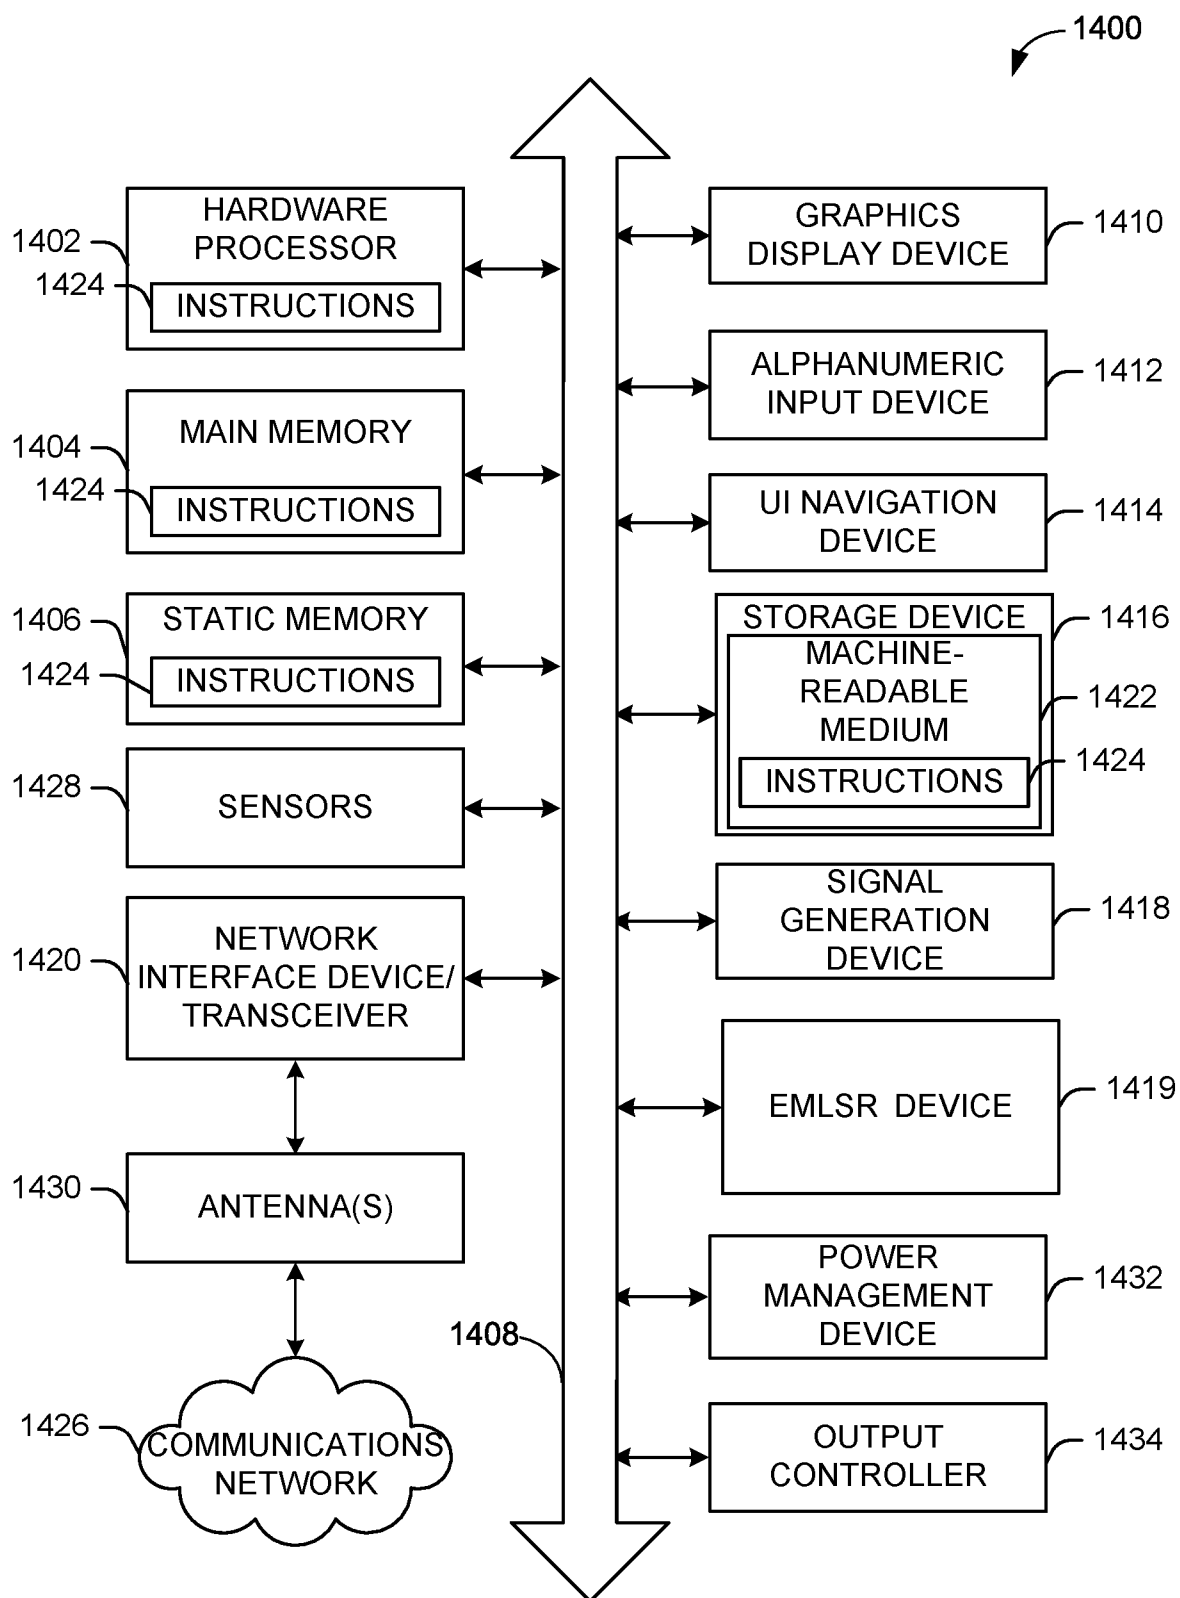 1400
HARDWARE
PROCESSOR
1402
1424
INSTRUCTIONS
MAIN MEMORY
1404
1424
INSTRUCTIONS
STATIC MEMORY
1406
1424
INSTRUCTIONS
1428
SENSORS
NETWORK
INTERFACE DEVICE/
TRANSCEIVER
1420
1430
ANTENNA(S)
1408
1426
COMMUNICATIONS
NETWORK
GRAPHICS
DISPLAY DEVICE
1410
ALPHANUMERIC
INPUT DEVICE
1412
UI NAVIGATION
DEVICE
1414
STORAGE DEVICE
1416
MACHINE-
READABLE
MEDIUM
1422
INSTRUCTIONS
1424
SIGNAL
GENERATION
DEVICE
1418
EMLSR DEVICE
1419
POWER
MANAGEMENT
DEVICE
1432
OUTPUT
CONTROLLER
1434